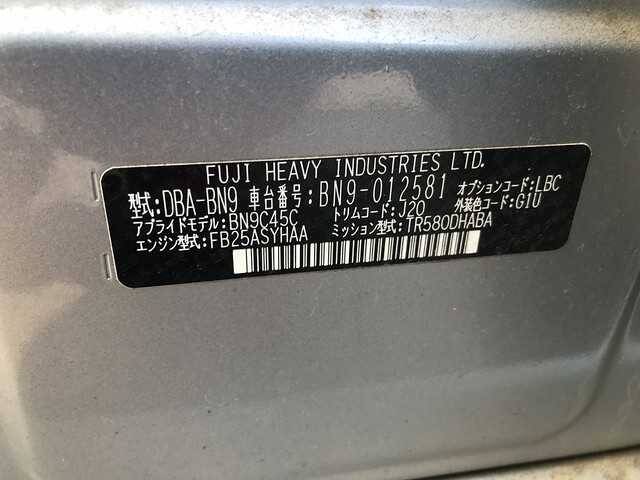 FUJI HEAVY INDUSTRIES LTD.
型式:DBA-BN9 車台番号:BN9-012581 オプションコード:LBC
アプライドモデル:BN9C45C トリムコード:J20 外装色コード:G1U
エンジン型式:FB25ASYHAA ミッション型式:TR580DHABA